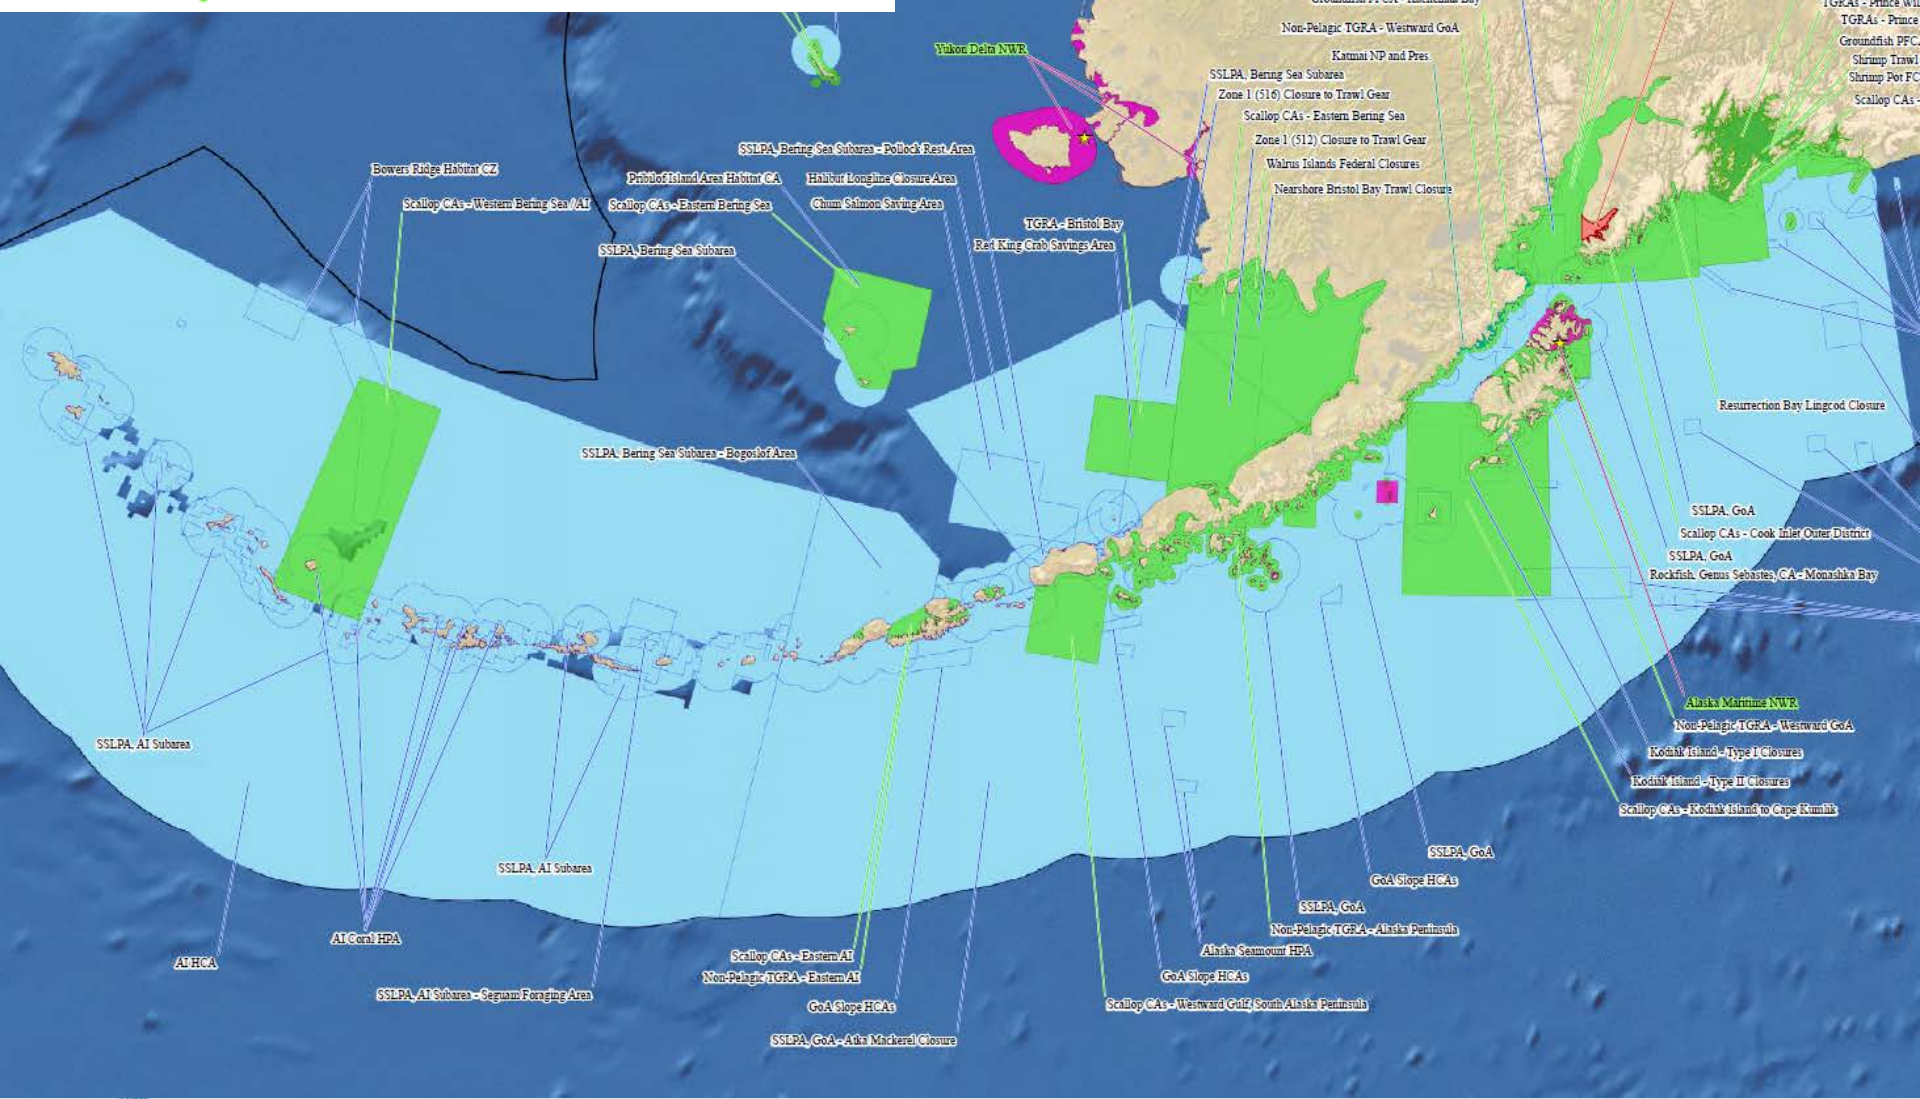 Groundfish PFCA - Kachemak Bay
TGRAs - Prince Wil
Non-Pelagic TGRA - Westward GoA
TGRAs - Prince
Groundfish PFC
Yukon Delta NWR
Katmai NP and Pres.
Shrimp Trawl
SSLPA, Bering Sea Subarea
Shrimp Pot FC
Zone 1 (516) Closure to Trawl Gear
Scallop CAs -
Scallop CAs - Eastern Bering Sea
Zone 1 (512) Closure to Trawl Gear
SSLPA, Bering Sea Subarea - Pollock Rest. Area
Walrus Islands Federal Closures
Bowers Ridge Habitat CZ
Pribilof Island Area Habitat CA
Halibut Longline Closure Area
Nearshore Bristol Bay Trawl Closure
Scallop CAs - Western Bering Sea / AI
Scallop CAs - Eastern Bering Sea
Chum Salmon Saving Area
TGRA - Bristol Bay
Red King Crab Savings Area
SSLPA, Bering Sea Subarea
Resurrection Bay Lingcod Closure
SSLPA, Bering Sea Subarea - Bogoslof Area
SSLPA, GoA
Scallop CAs - Cook Inlet Outer District
SSLPA, GoA
Rockfish, Genus Sebastes, CA - Monashka Bay
Alaska Maritime NWR
Non-Pelagic TGRA - Westward GoA
SSLPA, AI Subarea
Kodiak Island - Type I Closures
Kodiak Island - Type II Closures
Scallop CAs - Kodiak Island to Cape Kumlik
SSLPA, GoA
SSLPA, AI Subarea
GoA Slope HCAs
SSLPA, GoA
Non-Pelagic TGRA - Alaska Peninsula
AI Coral HPA
Alaska Seamount HPA
Scallop CAs - Eastern AI
AI HCA
Non-Pelagic TGRA - Eastern AI
GoA Slope HCAs
SSLPA, AI Subarea - Seguam Foraging Area
GoA Slope HCAs
Scallop CAs - Westward Gulf, South Alaska Peninsula
SSLPA, GoA - Atka Mackerel Closure